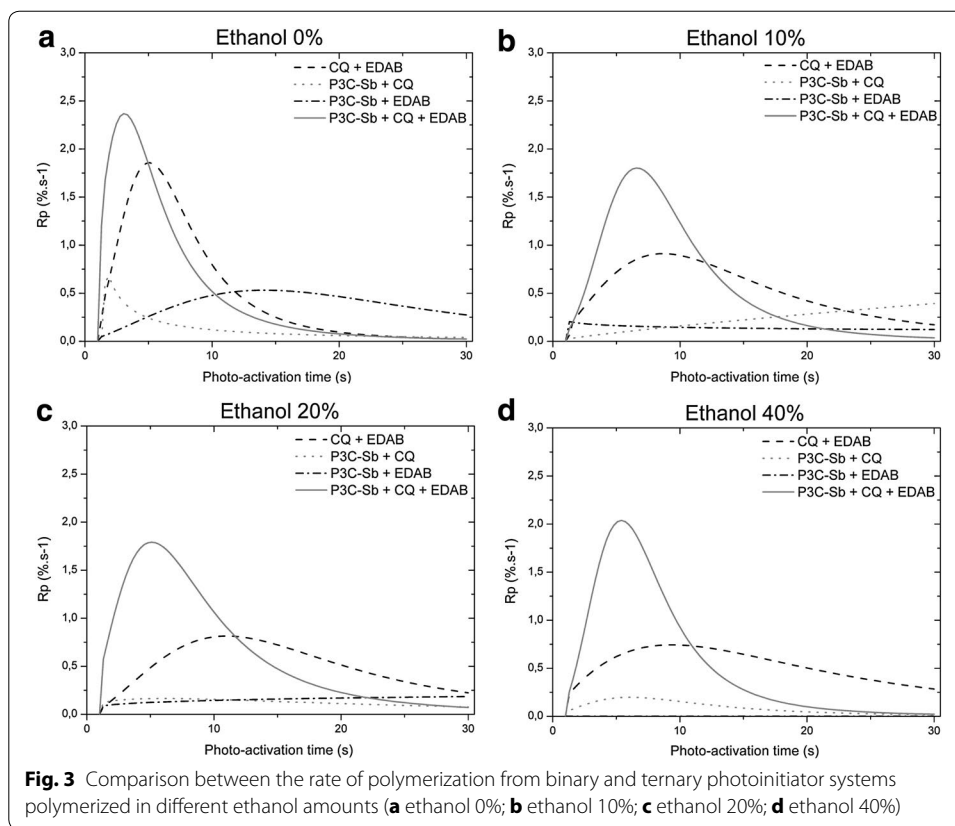 a
Ethanol 0%
3,0
2,5
2,0
1,5
1,0
0,5
0,0
Rp (%.s-1)
CQ + EDAB
P3C-Sb + CQ
P3C-Sb + EDAB
P3C-Sb + CQ + EDAB
0
10
20
30
Photo-activation time (s)
b
Ethanol 10%
3,0
2,5
2,0
1,5
1,0
0,5
0,0
Rp (%.s-1)
CQ + EDAB
P3C-Sb + CQ
P3C-Sb + EDAB
P3C-Sb + CQ + EDAB
0
10
20
30
Photo-activation time (s)
c
Ethanol 20%
3,0
2,5
2,0
1,5
1,0
0,5
0,0
Rp (%.s-1)
CQ + EDAB
P3C-Sb + CQ
P3C-Sb + EDAB
P3C-Sb + CQ + EDAB
0
10
20
30
Photo-activation time (s)
d
Ethanol 40%
3,0
2,5
2,0
1,5
1,0
0,5
0,0
Rp (%.s-1)
CQ + EDAB
P3C-Sb + CQ
P3C-Sb + EDAB
P3C-Sb + CQ + EDAB
0
10
20
30
Photo-activation time (s)
Fig. 3 Comparison between the rate of polymerization from binary and ternary photoinitiator systems
polymerized in different ethanol amounts (a ethanol 0%; b ethanol 10%; c ethanol 20%; d ethanol 40%)